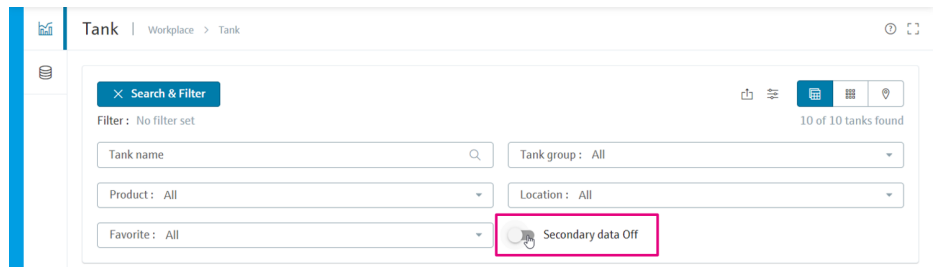 Tank | Workplace > Tank
Search & Filter
Filter : No filter set
10 of 10 tanks found
Tank name
Tank group : All
Product : All
Location : All
Favorite : All
Secondary data Off